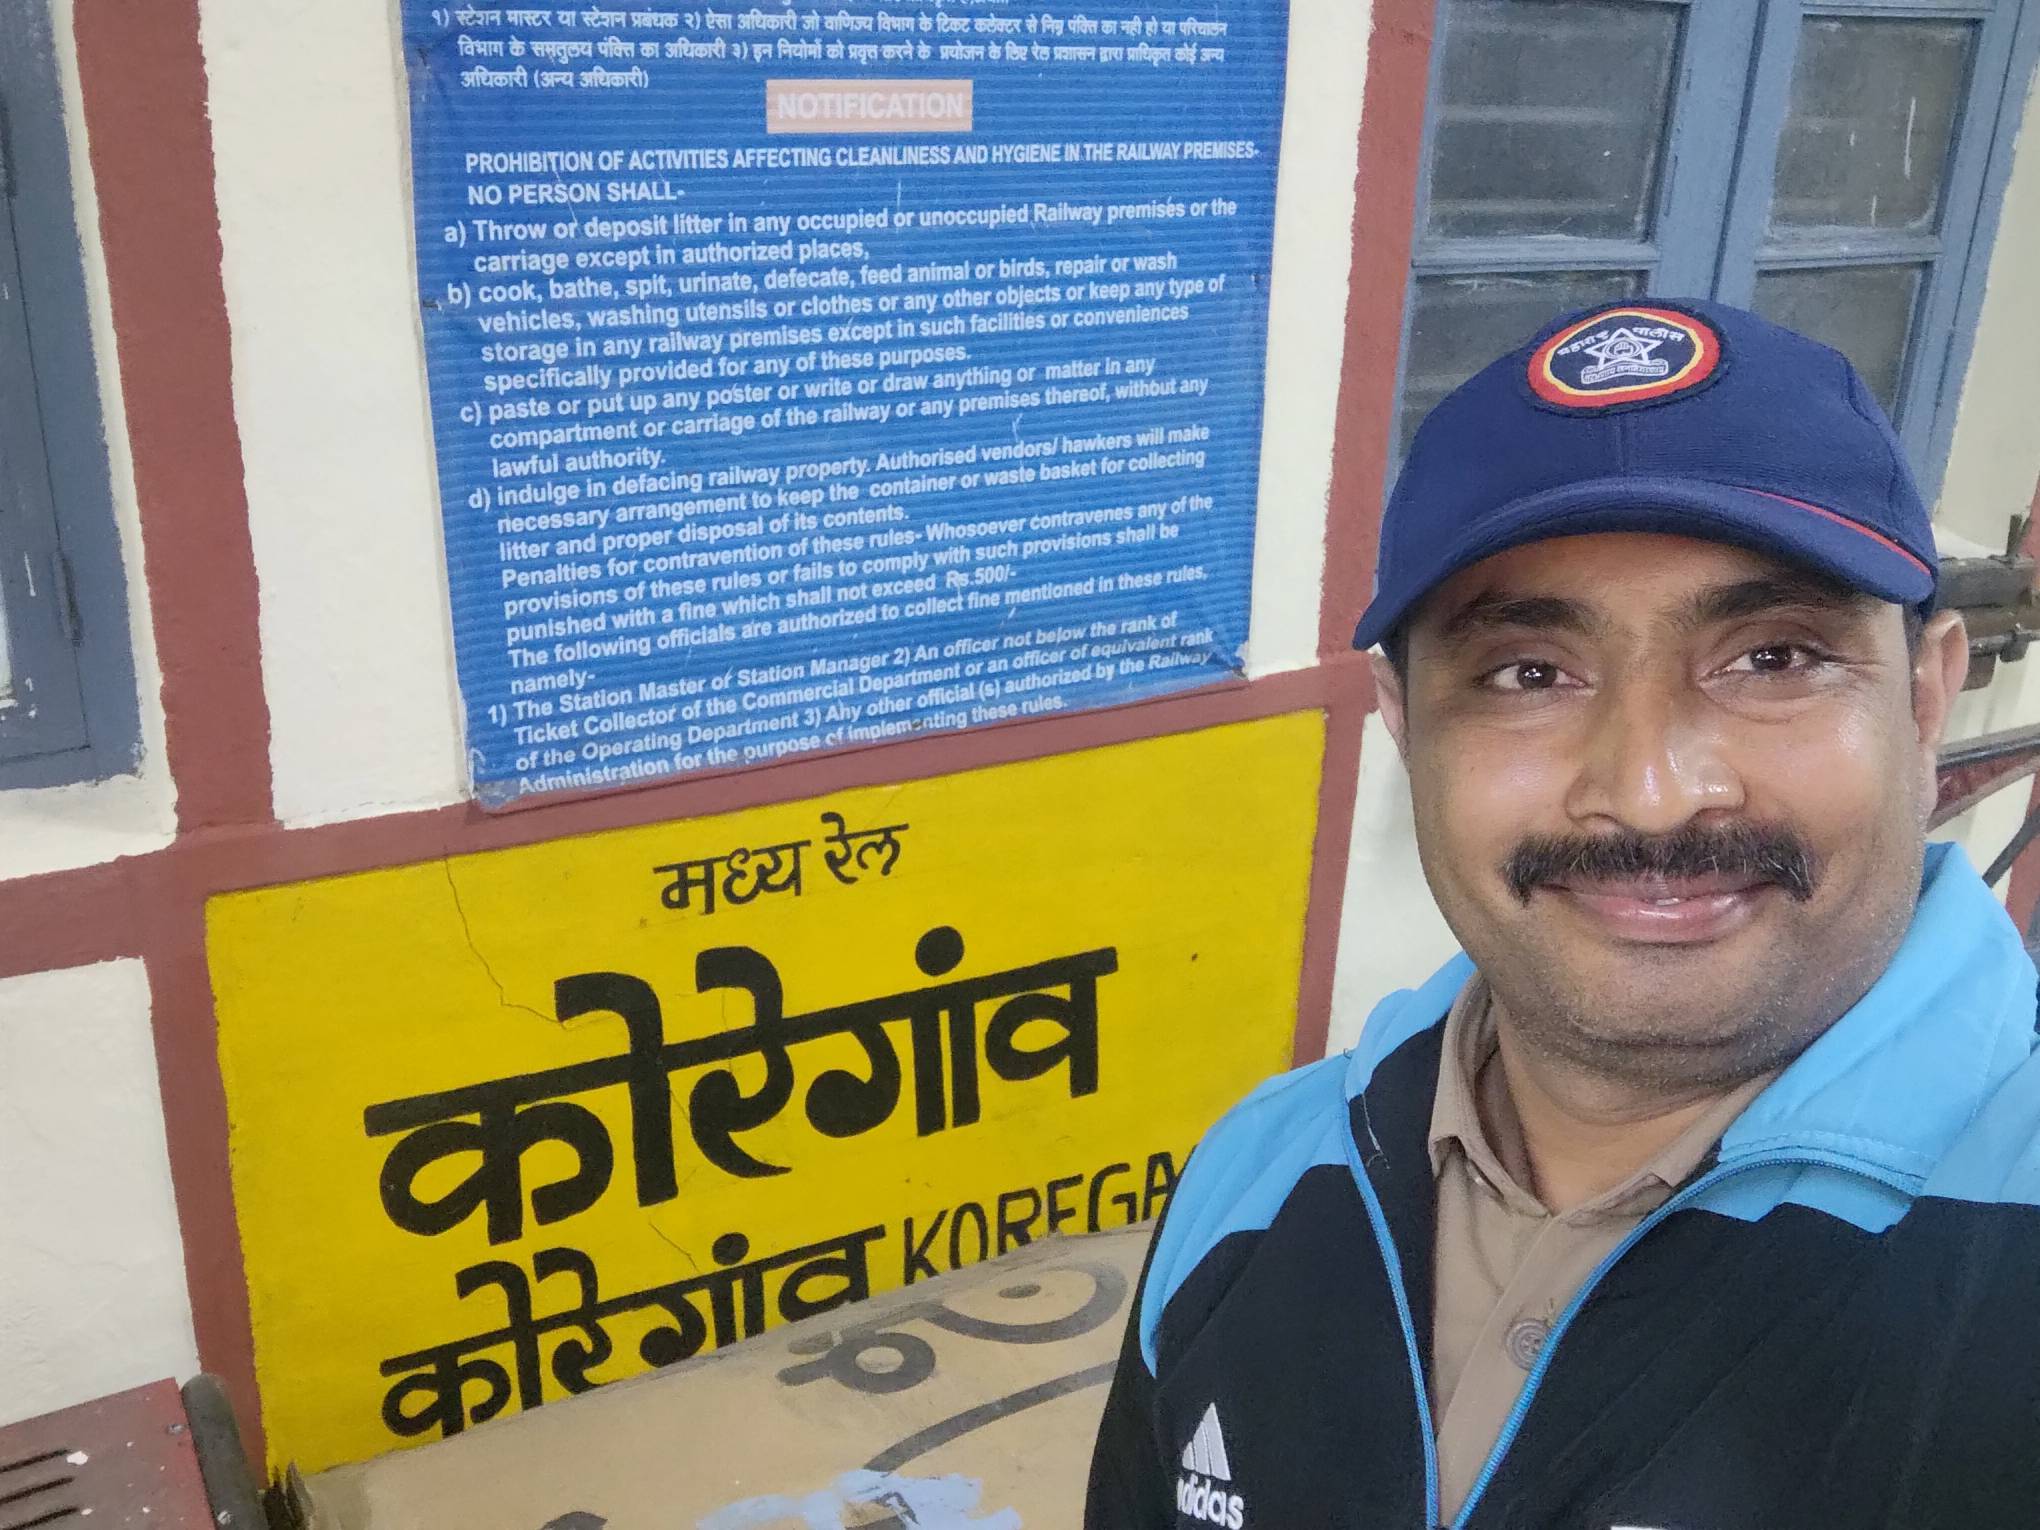 १) स्टेशन मास्टर या स्टेशन प्रबंधक २) ऐसा अधिकारी जो वाणिज्य विभाग के टिकट कलेक्टर से निम्न पंक्ति का नही हो या परिचालन
विभाग के समतुल्य पंक्ति का अधिकारी ३) इन नियोमों को प्रवृत्त करने के प्रयोजन के लिए रेल प्रशासन द्वारा प्राधिकृत कोई अन्य
अधिकारी (अन्य अधिकारी)
NOTIFICATION
PROHIBITION OF ACTIVITIES AFFECTING CLEANLINESS AND HYGIENE IN THE RAILWAY PREMISES-
NO PERSON SHALL-
a) Throw or deposit litter in any occupied or unoccupied Railway premises or the
carriage except in authorized places,
b) cook, bathe, spit, urinate, defecate, feed animal or birds, repair or wash
vehicles, washing utensils or clothes or any other objects or keep any type of
storage in any railway premises except in such facilities or conveniences
specifically provided for any of these purposes.
c) paste or put up any poster or write or draw anything or matter in any
compartment or carriage of the railway or any premises thereof, without any
lawful authority.
d) indulge in defacing railway property. Authorised vendors/ hawkers will make
necessary arrangement to keep the container or waste basket for collecting
litter and proper disposal of its contents.
Penalties for contravention of these rules- Whosoever contravenes any of the
provisions of these rules or fails to comply with such provisions shall be
punished with a fine which shall not exceed Rs.500/-
The following officials are authorized to collect fine mentioned in these rules,
namely-
1) The Station Master or Station Manager 2) An officer not below the rank of
Ticket Collector of the Commercial Department or an officer of equivalent rank
of the Operating Department 3) Any other official (s) authorized by the Railway
Administration for the purpose of implementing these rules.
मध्य रेल
कोरेगांव
कोरेगांव KOREGA
महाराष्ट्र पोलीस
adidas